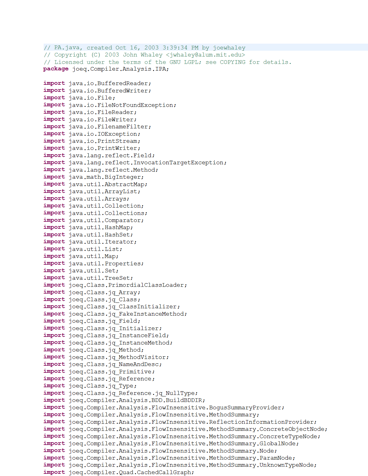 // PA.java, created Oct 16, 2003 3:39:34 PM by joewhaley
// Copyright (C) 2003 John Whaley <jwhaley@alum.mit.edu>
// Licensed under the terms of the GNU LGPL; see COPYING for details.
package joeq.Compiler.Analysis.IPA;
import java.io.BufferedReader;
import java.io.BufferedWriter;
import java.io.File;
import java.io.FileNotFoundException;
import java.io.FileReader;
import java.io.FileWriter;
import java.io.FilenameFilter;
import java.io.IOException;
import java.io.PrintStream;
import java.io.PrintWriter;
import java.lang.reflect.Field;
import java.lang.reflect.InvocationTargetException;
import java.lang.reflect.Method;
import java.math.BigInteger;
import java.util.AbstractMap;
import java.util.ArrayList;
import java.util.Arrays;
import java.util.Collection;
import java.util.Collections;
import java.util.Comparator;
import java.util.HashMap;
import java.util.HashSet;
import java.util.Iterator;
import java.util.List;
import java.util.Map;
import java.util.Properties;
import java.util.Set;
import java.util.TreeSet;
import joeq.Class.PrimordialClassLoader;
import joeq.Class.jq_Array;
import joeq.Class.jq_Class;
import joeq.Class.jq_ClassInitializer;
import joeq.Class.jq_FakeInstanceMethod;
import joeq.Class.jq_Field;
import joeq.Class.jq_Initializer;
import joeq.Class.jq_InstanceField;
import joeq.Class.jq_InstanceMethod;
import joeq.Class.jq_Method;
import joeq.Class.jq_MethodVisitor;
import joeq.Class.jq_NameAndDesc;
import joeq.Class.jq_Primitive;
import joeq.Class.jq_Reference;
import joeq.Class.jq_Type;
import joeq.Class.jq_Reference.jq_NullType;
import joeq.Compiler.Analysis.BDD.BuildBDDIR;
import joeq.Compiler.Analysis.FlowInsensitive.BogusSummaryProvider;
import joeq.Compiler.Analysis.FlowInsensitive.MethodSummary;
import joeq.Compiler.Analysis.FlowInsensitive.ReflectionInformationProvider;
import joeq.Compiler.Analysis.FlowInsensitive.MethodSummary.ConcreteObjectNode;
import joeq.Compiler.Analysis.FlowInsensitive.MethodSummary.ConcreteTypeNode;
import joeq.Compiler.Analysis.FlowInsensitive.MethodSummary.GlobalNode;
import joeq.Compiler.Analysis.FlowInsensitive.MethodSummary.Node;
import joeq.Compiler.Analysis.FlowInsensitive.MethodSummary.ParamNode;
import joeq.Compiler.Analysis.FlowInsensitive.MethodSummary.UnknownTypeNode;
import joeq.Compiler.Quad.CachedCallGraph;